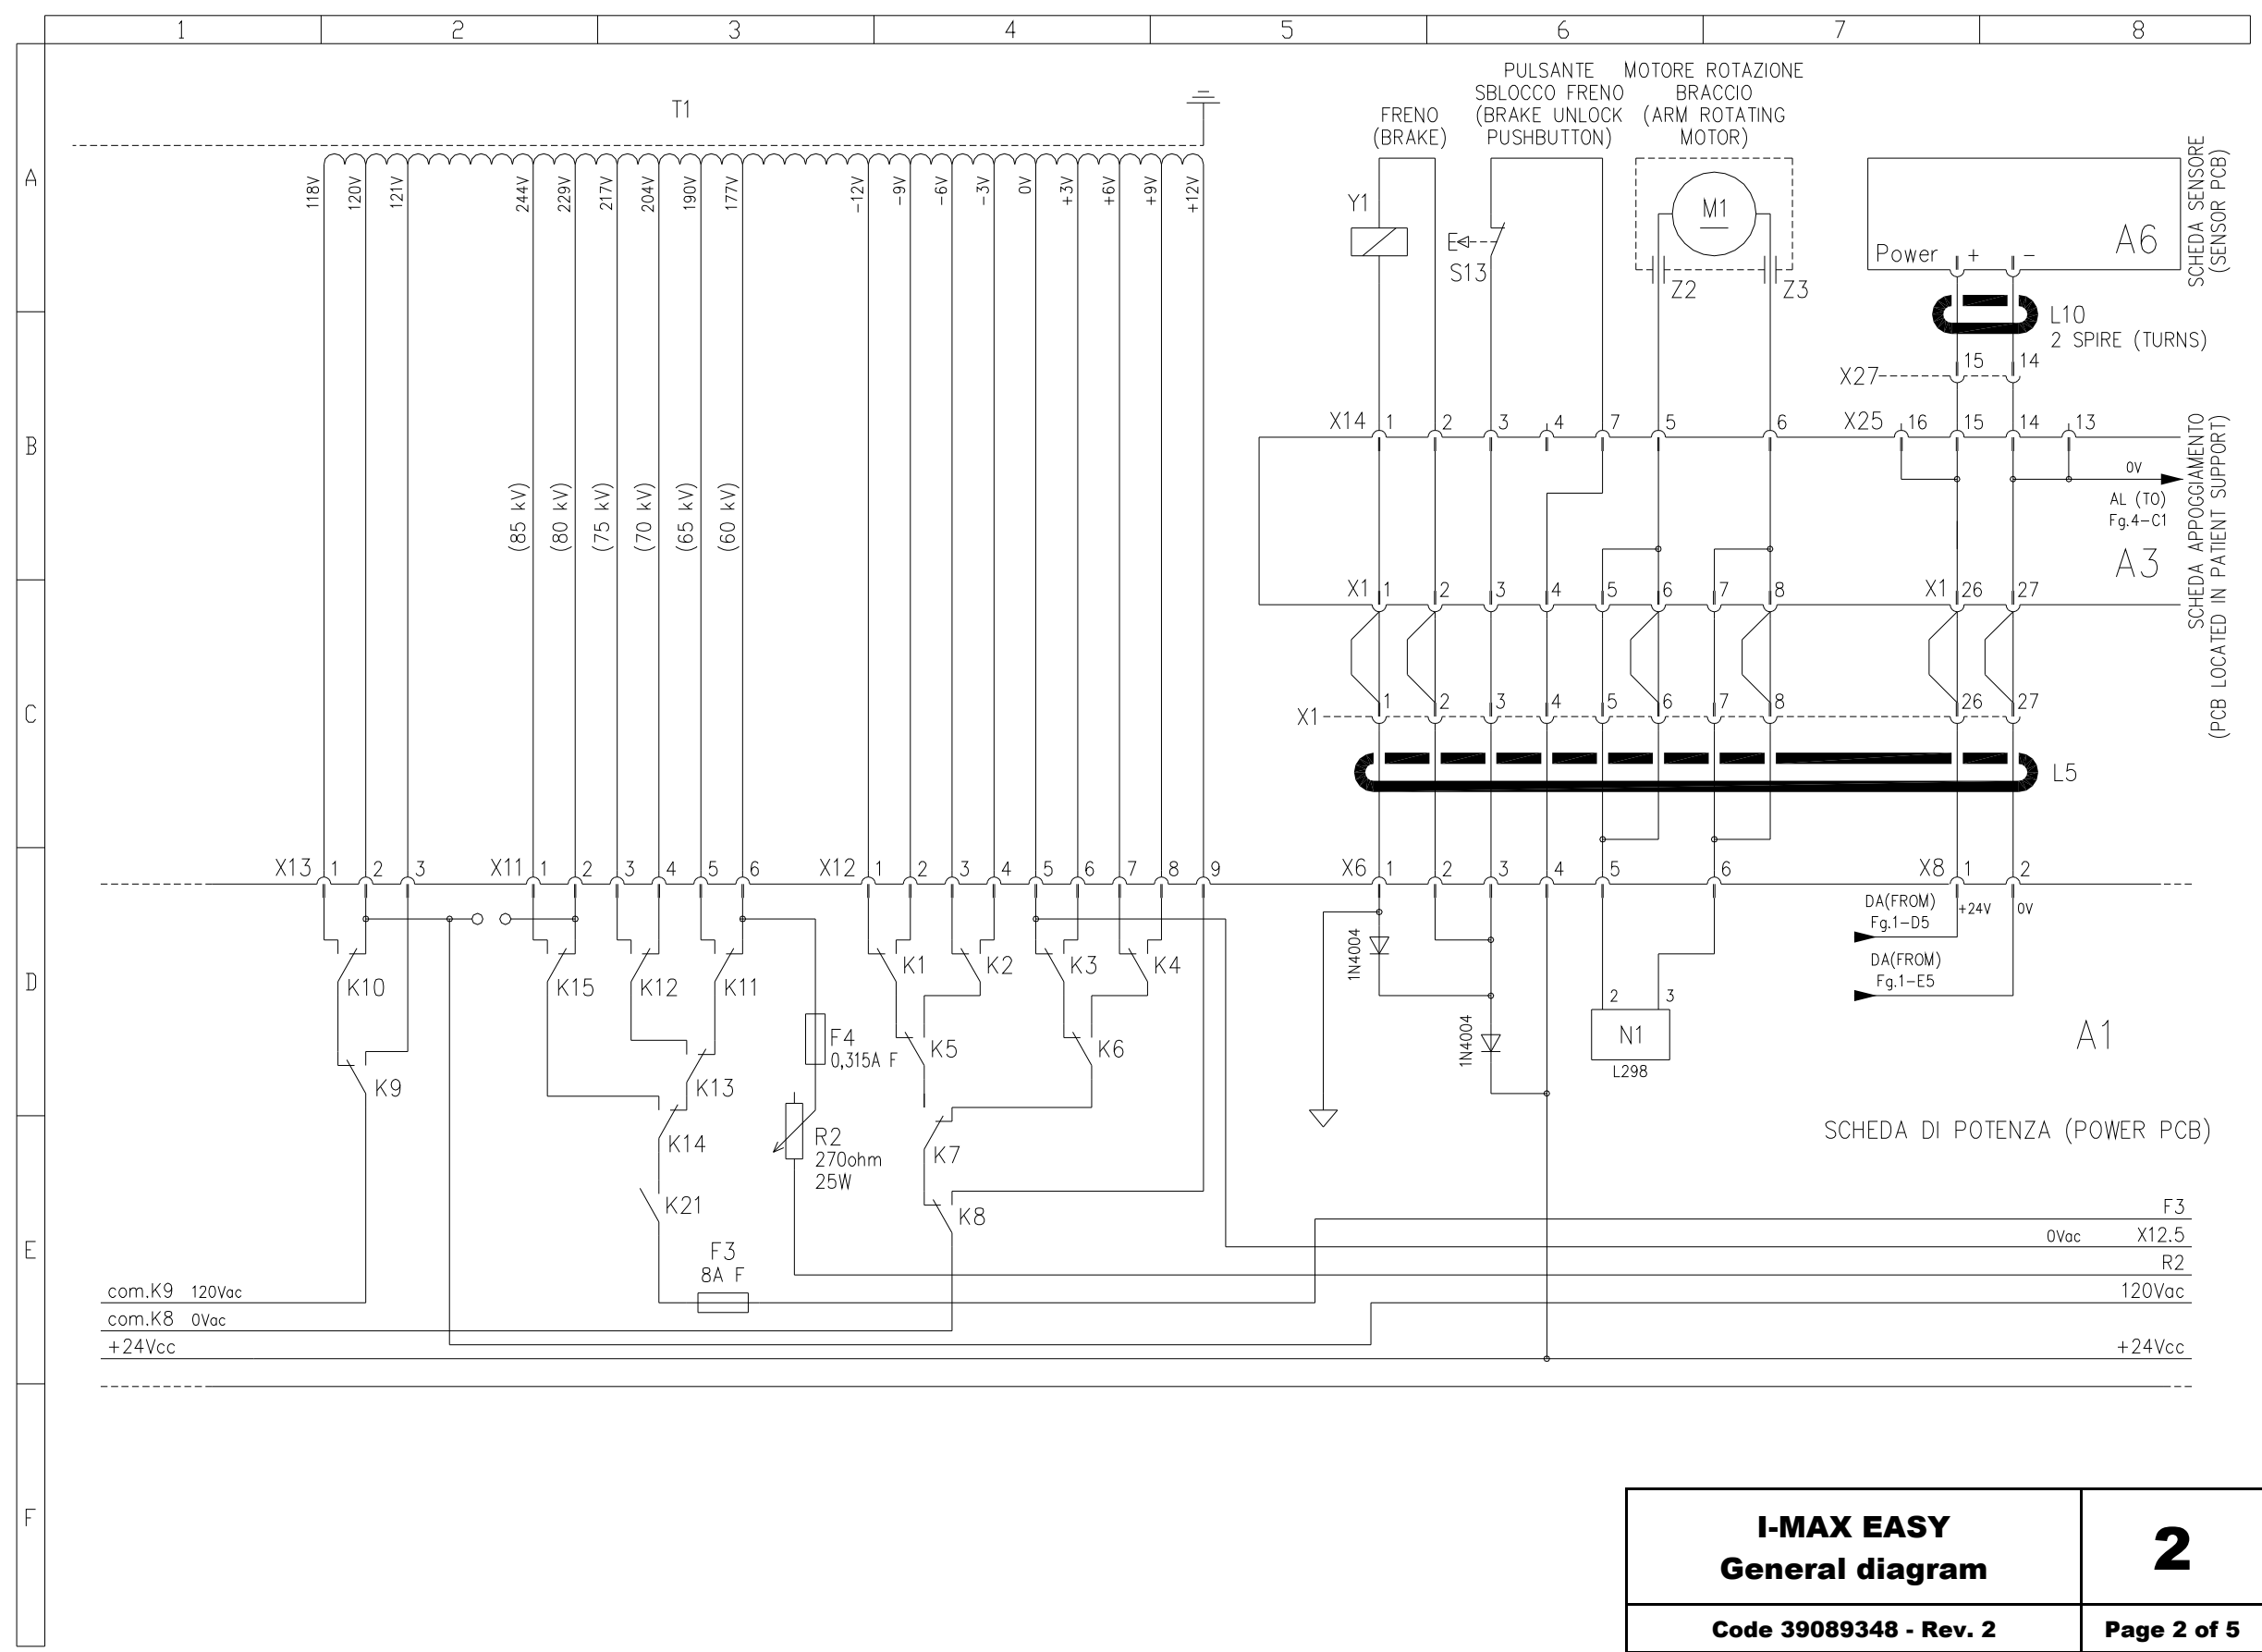 1 2 3 4 5 6 7 8
PULSANTE
SBLOCCO FRENO
(BRAKE UNLOCK
PUSHBUTTON)
MOTORE ROTAZIONE
BRACCIO
(ARM ROTATING
MOTOR)
FRENO
(BRAKE)
T1
A
118V 120V 121V 244V 229V 217V 204V 190V 177V -12V -9V -6V -3V 0V +3V +6V +9V +12V
Y1
E
S13
M1
Z2
Z3
Power + -
A6
SCHEDA SENSORE
(SENSOR PCB)
L10
2 SPIRE (TURNS)
X27 15 14
B
X14 1 2 3 4 7 5 6
X25 16 15 14 13
0V
AL (TO)
Fg.4-C1
A3
SCHEDA APPOGGIAMENTO
(PCB LOCATED IN PATIENT SUPPORT)
(85 kV) (80 kV) (75 kV) (70 kV) (65 kV) (60 kV)
X1 1 2 3 4 5 6 7 8 X1 26 27
C
X1 1 2 3 4 5 6 7 8 26 27
L5
X13 1 2 3 X11 1 2 3 4 5 6 X12 1 2 3 4 5 6 7 8 9 X6 1 2 3 4 5 6 X8 1 2
D
DA(FROM)
Fg.1-D5
+24V 0V
DA(FROM)
Fg.1-E5
1N4004
1N4004
K10 K15 K12 K11 K1 K2 K3 K4
2 3
N1
L298
A1
F4
0,315A F
K5 K6
K9 K13
K14
R2
270ohm
25W
K7
SCHEDA DI POTENZA (POWER PCB)
K21
K8
E
F3
8A F
F3
0Vac X12.5
R2
120Vac
+24Vcc
com.K9 120Vac
com.K8 0Vac
+24Vcc
F
I-MAX EASY
General diagram
2
Code 39089348 - Rev. 2
Page 2 of 5